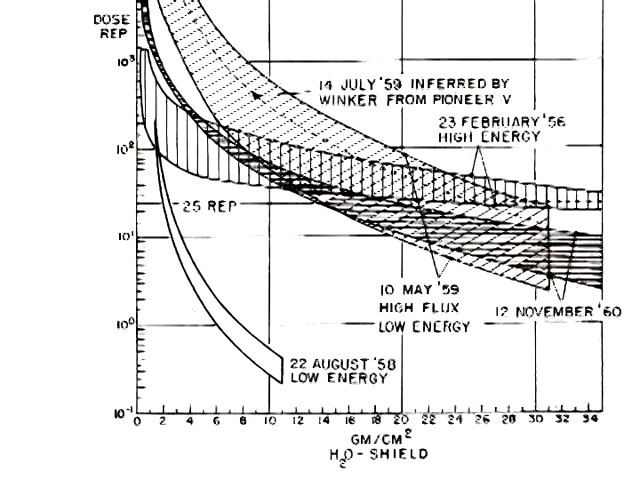 DOSE
REP
10³
14 JULY '59 INFERRED BY
WINKER FROM PIONEER V
23 FEBRUARY '56
HIGH ENERGY
10²
25 REP
10¹
10 MAY '59
HIGH FLUX
LOW ENERGY
12 NOVEMBER '60
10⁰
22 AUGUST '58
LOW ENERGY
10⁻¹
0 2 4 6 8 10 12 14 16 18 20 22 24 26 28 30 32 34
GM/CM²
H₂O - SHIELD